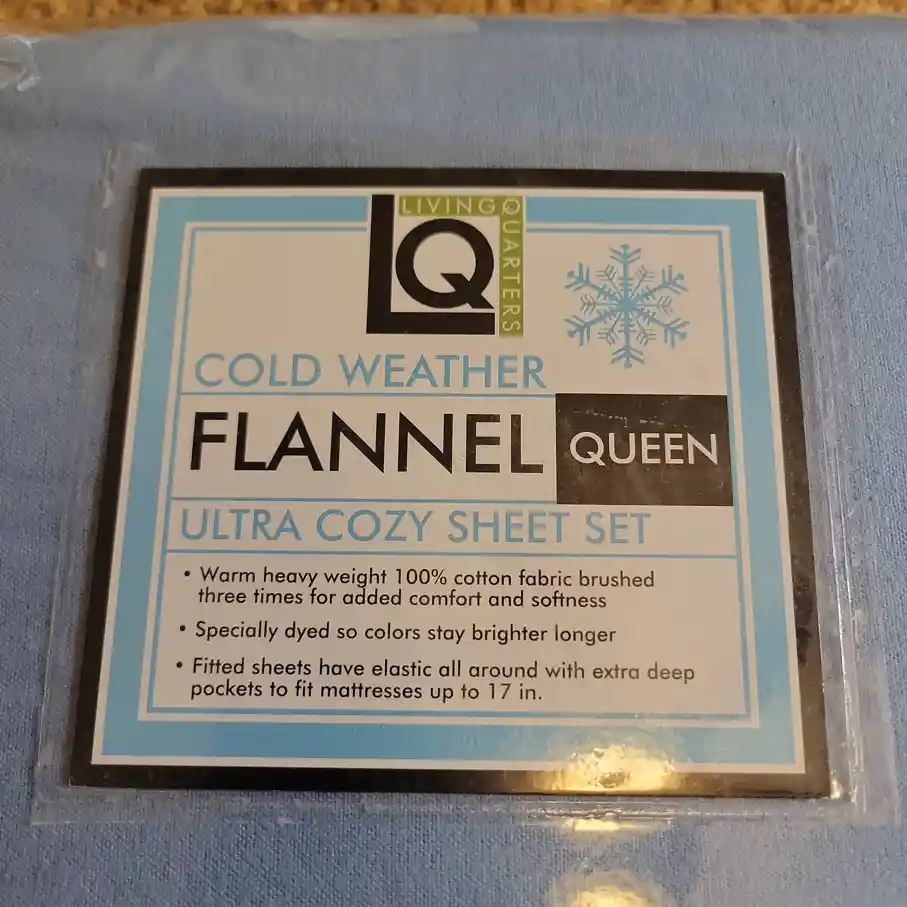 LIVING QUARTERS
LQ
COLD WEATHER
FLANNEL QUEEN
ULTRA COZY SHEET SET
• Warm heavy weight 100% cotton fabric brushed
three times for added comfort and softness
• Specially dyed so colors stay brighter longer
• Fitted sheets have elastic all around with extra deep
pockets to fit mattresses up to 17 in.